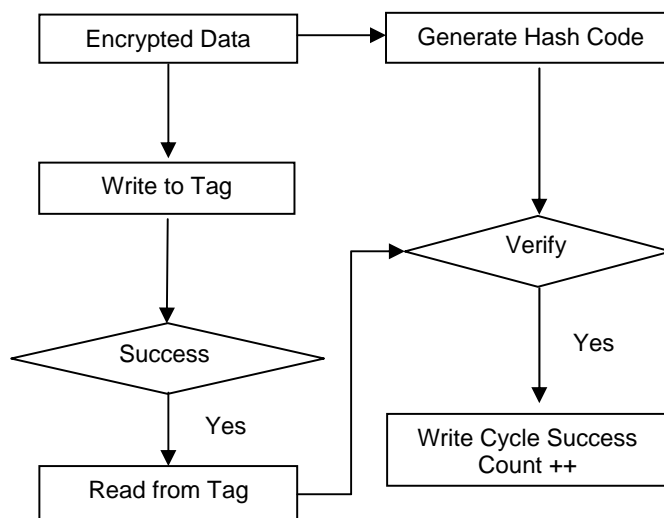 Encrypted Data
Generate Hash Code
Write to Tag
Verify
Success
Yes
Yes
Write Cycle Success
Count ++
Read from Tag